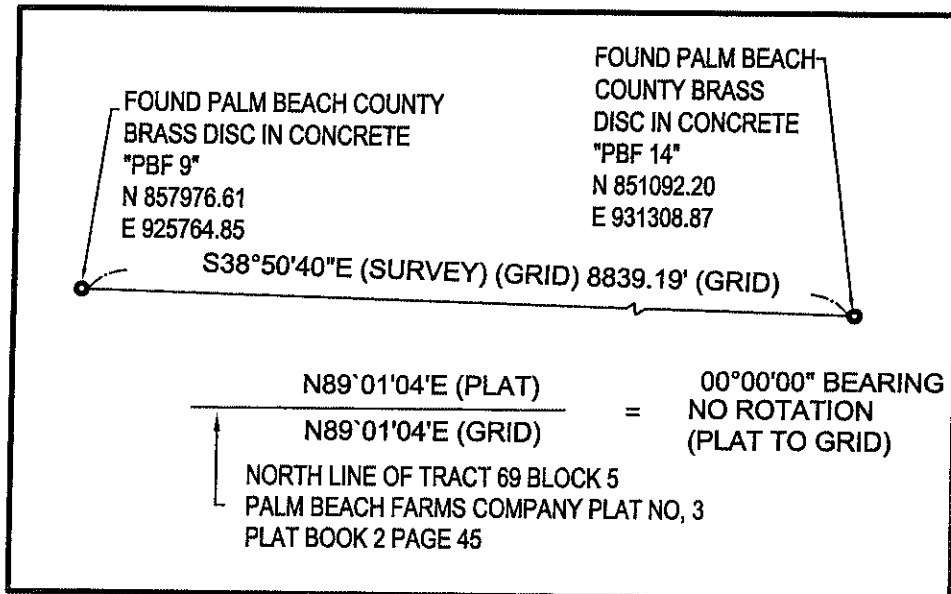 FOUND PALM BEACH COUNTY
BRASS DISC IN CONCRETE
"PBF 9"
N 857976.61
E 925764.85
FOUND PALM BEACH
COUNTY BRASS
DISC IN CONCRETE
"PBF 14"
N 851092.20
E 931308.87
S38°50'40"E (SURVEY) (GRID) 8839.19' (GRID)
N89`01'04'E (PLAT)
N89`01'04'E (GRID)
=
00°00'00" BEARING
NO ROTATION
(PLAT TO GRID)
NORTH LINE OF TRACT 69 BLOCK 5
PALM BEACH FARMS COMPANY PLAT NO, 3
PLAT BOOK 2 PAGE 45